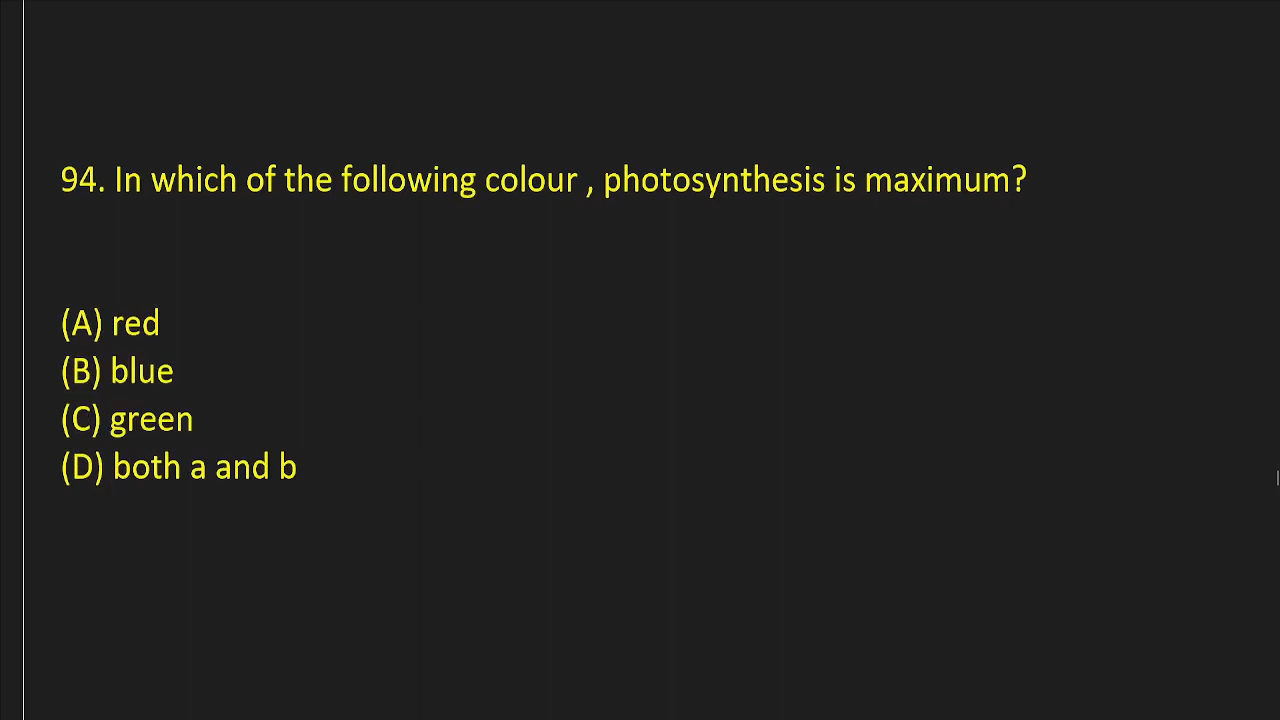 94. In which of the following colour , photosynthesis is maximum?
(A) red
(B) blue
(C) green
(D) both a and b